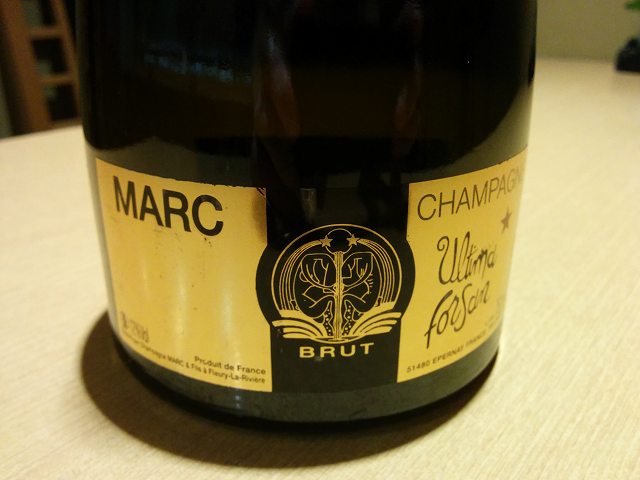 MARC
Produit de France
Champagne MARC & Fils à Fleury-La-Rivière
BRUT
CHAMPAGN
Ultima
forsan
51480 EPERNAY FRANCE